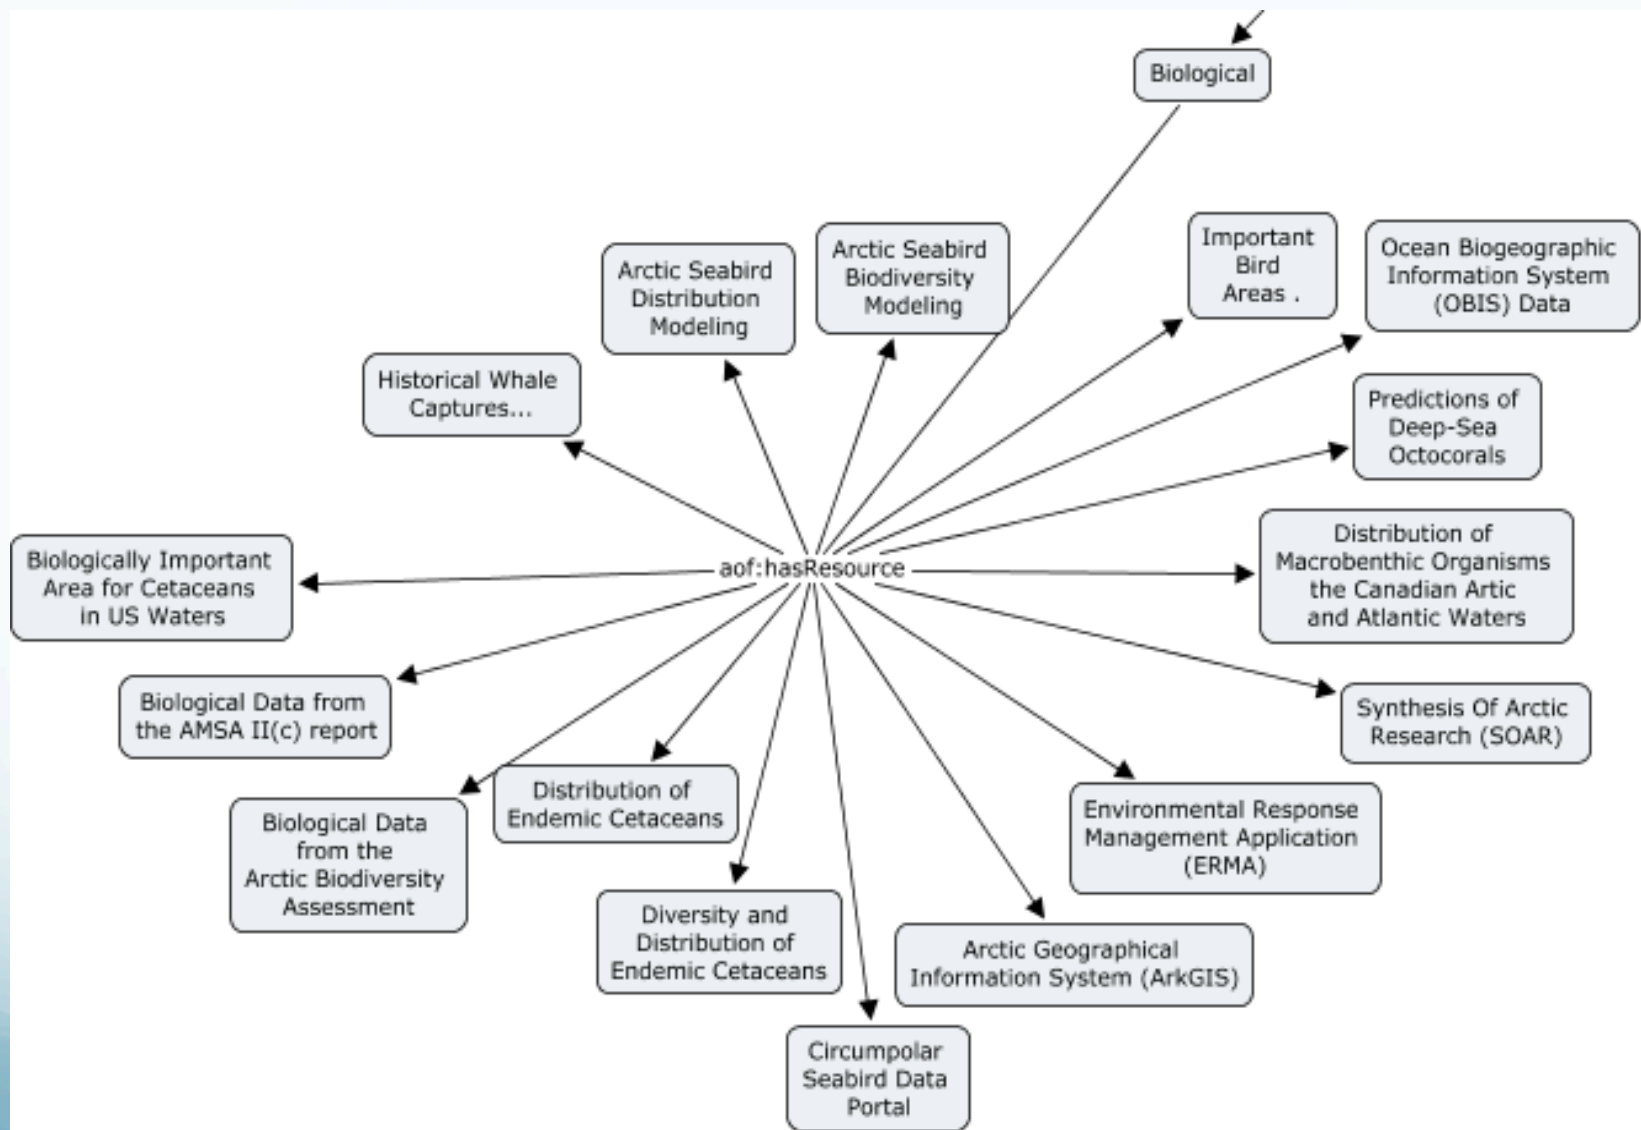 Biological
Important
Bird
Areas .
Ocean Biogeographic
Information System
(OBIS) Data
Arctic Seabird
Biodiversity
Modeling
Arctic Seabird
Distribution
Modeling
Historical Whale
Captures...
Predictions of
Deep-Sea
Octocorals
aof:hasResource
Distribution of
Macrobenthic Organisms
the Canadian Artic
and Atlantic Waters
Biologically Important
Area for Cetaceans
in US Waters
Biological Data from
the AMSA II(c) report
Synthesis Of Arctic
Research (SOAR)
Distribution of
Endemic Cetaceans
Environmental Response
Management Application
(ERMA)
Biological Data
from the
Arctic Biodiversity
Assessment
Diversity and
Distribution of
Endemic Cetaceans
Arctic Geographical
Information System (ArkGIS)
Circumpolar
Seabird Data
Portal